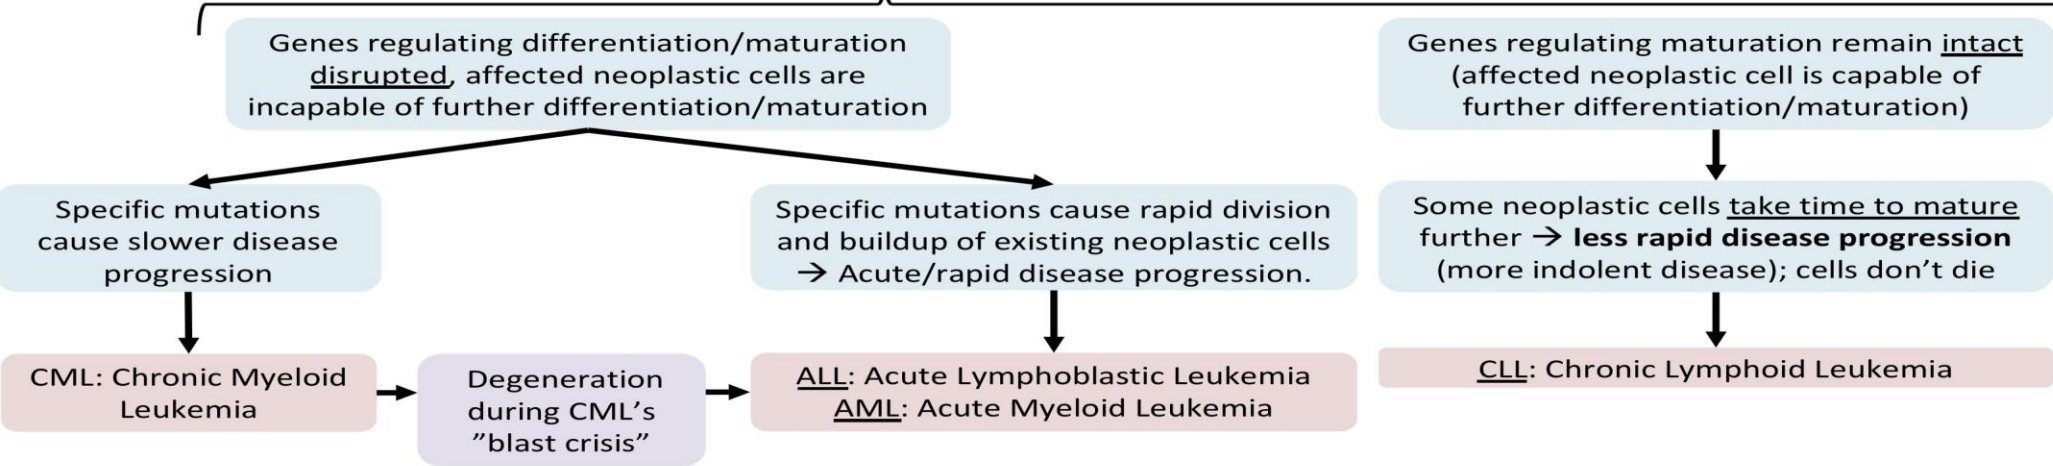 Genes regulating differentiation/maturation
disrupted, affected neoplastic cells are
incapable of further differentiation/maturation
Genes regulating maturation remain intact
(affected neoplastic cell is capable of
further differentiation/maturation)
Specific mutations
cause slower disease
progression
Specific mutations cause rapid division
and buildup of existing neoplastic cells
→ Acute/rapid disease progression.
Some neoplastic cells take time to mature
further → less rapid disease progression
(more indolent disease); cells don’t die
CML: Chronic Myeloid
Leukemia
Degeneration
during CML’s
”blast crisis”
ALL: Acute Lymphoblastic Leukemia
AML: Acute Myeloid Leukemia
CLL: Chronic Lymphoid Leukemia